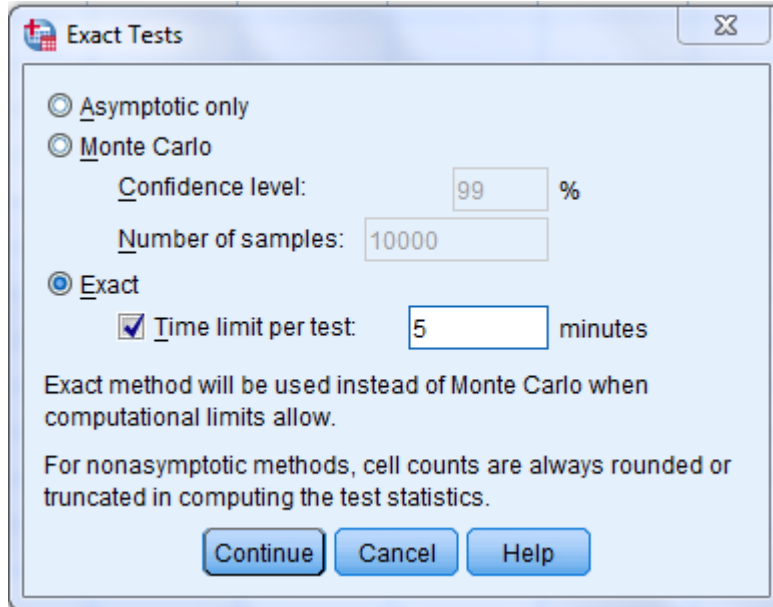 Exact Tests
Asymptotic only
Monte Carlo
Confidence level: 99 %
Number of samples: 10000
Exact
Time limit per test: 5 minutes
Exact method will be used instead of Monte Carlo when
computational limits allow.
For nonasymptotic methods, cell counts are always rounded or
truncated in computing the test statistics.
Continue Cancel Help